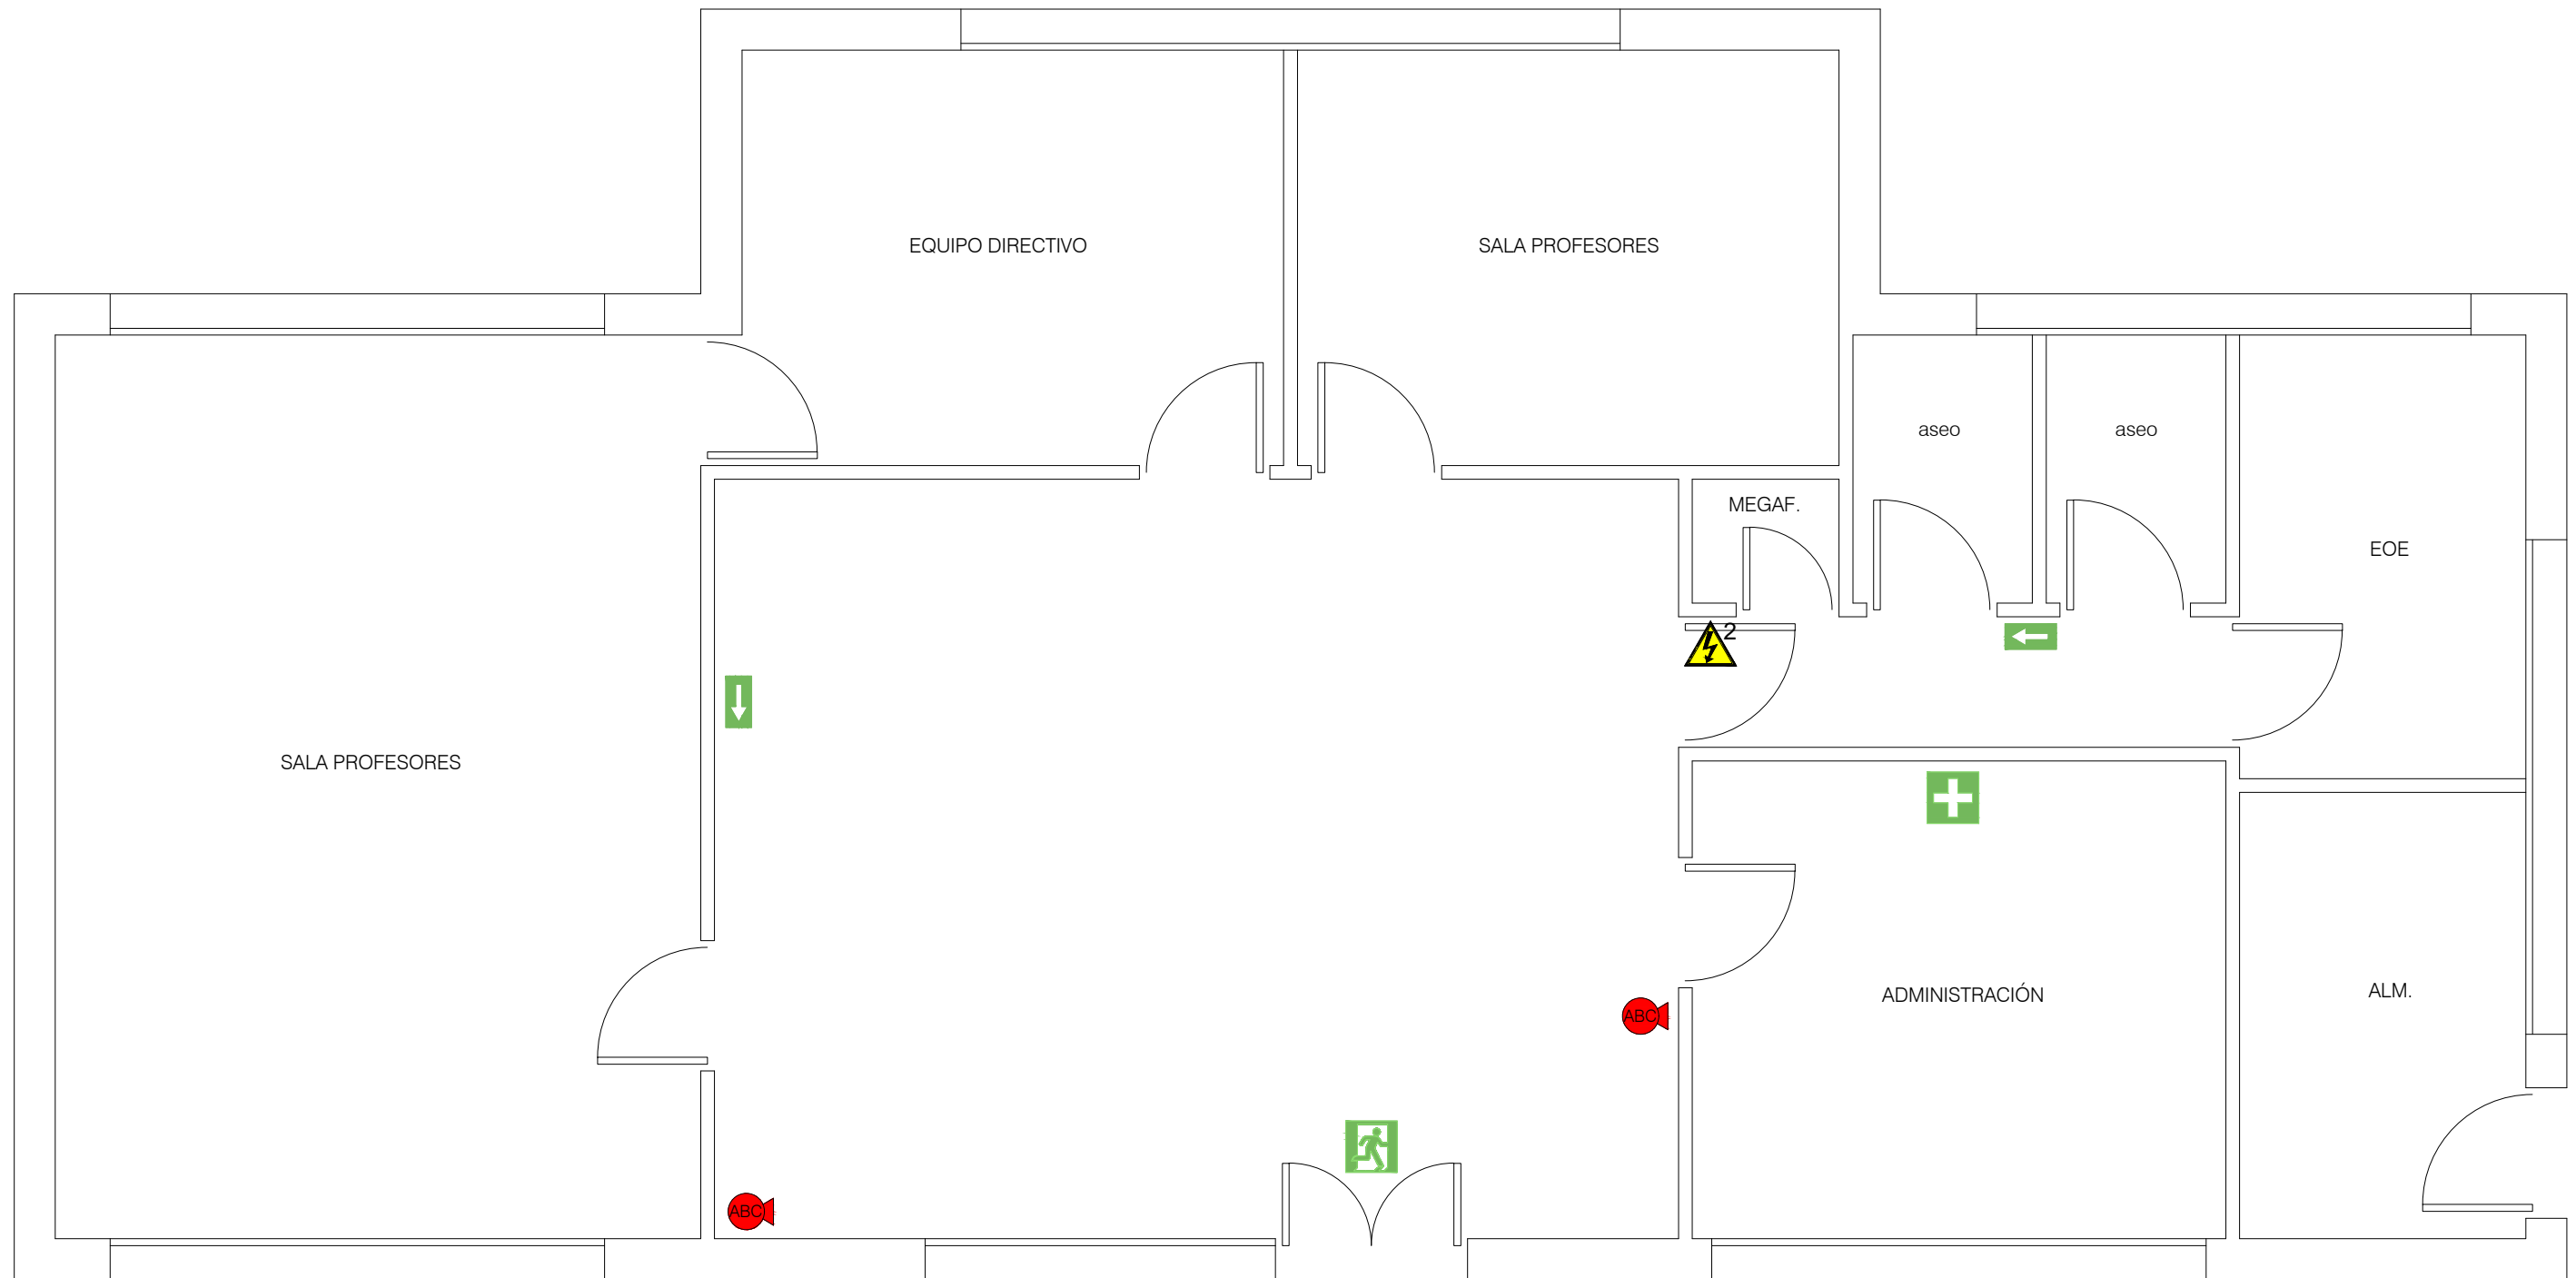 EQUIPO DIRECTIVO
SALA PROFESORES
aseo
aseo
MEGAF.
EOE
2
SALA PROFESORES
ADMINISTRACIÓN
ALM.
ABC
ABC